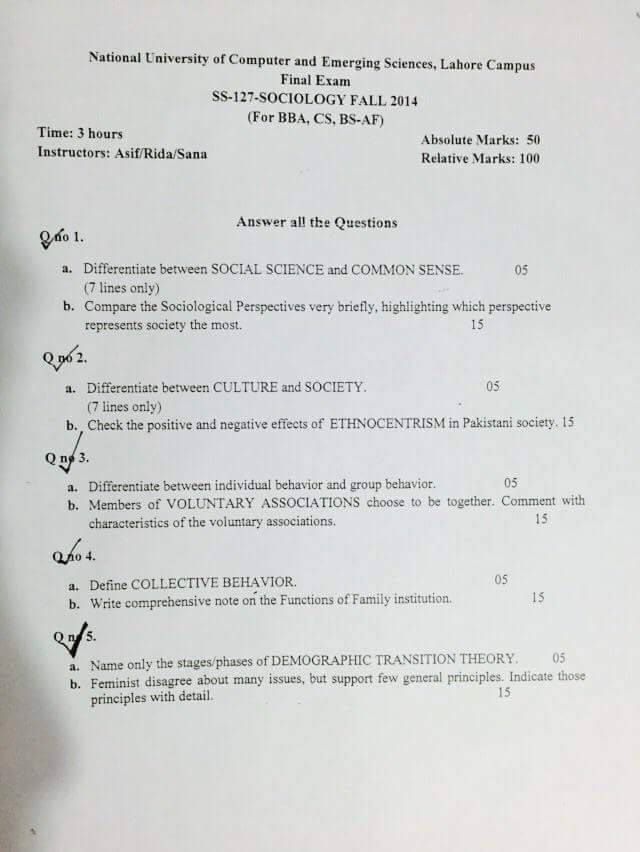 National University of Computer and Emerging Sciences, Lahore Campus
Final Exam
SS-127-SOCIOLOGY FALL 2014
(For BBA, CS, BS-AF)
Time: 3 hours
Absolute Marks: 50
Instructors: Asif/Rida/Sana
Relative Marks: 100
Answer all the Questions
Q no 1.
a. Differentiate between SOCIAL SCIENCE and COMMON SENSE. 05
(7 lines only)
b. Compare the Sociological Perspectives very briefly, highlighting which perspective
represents society the most. 15
Q no 2.
a. Differentiate between CULTURE and SOCIETY. 05
(7 lines only)
b. Check the positive and negative effects of ETHNOCENTRISM in Pakistani society. 15
Q no 3.
a. Differentiate between individual behavior and group behavior. 05
b. Members of VOLUNTARY ASSOCIATIONS choose to be together. Comment with
characteristics of the voluntary associations. 15
Q no 4.
a. Define COLLECTIVE BEHAVIOR. 05
b. Write comprehensive note on the Functions of Family institution. 15
Q no 5.
a. Name only the stages/phases of DEMOGRAPHIC TRANSITION THEORY. 05
b. Feminist disagree about many issues, but support few general principles. Indicate those
principles with detail. 15